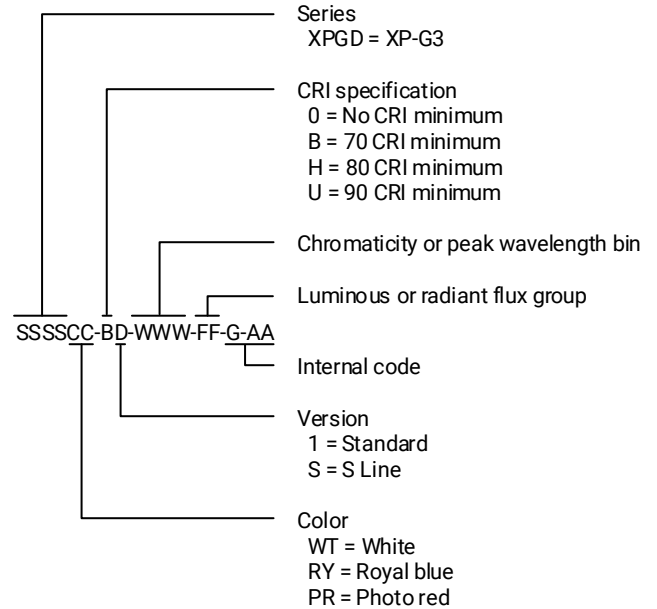 Series
XPGD = XP-G3
CRI specification
0 = No CRI minimum
B = 70 CRI minimum
H = 80 CRI minimum
U = 90 CRI minimum
Chromaticity or peak wavelength bin
Luminous or radiant flux group
SSSSCC-BD-WWW-FF-G-AA
Internal code
Version
1 = Standard
S = S Line
Color
WT = White
RY = Royal blue
PR = Photo red